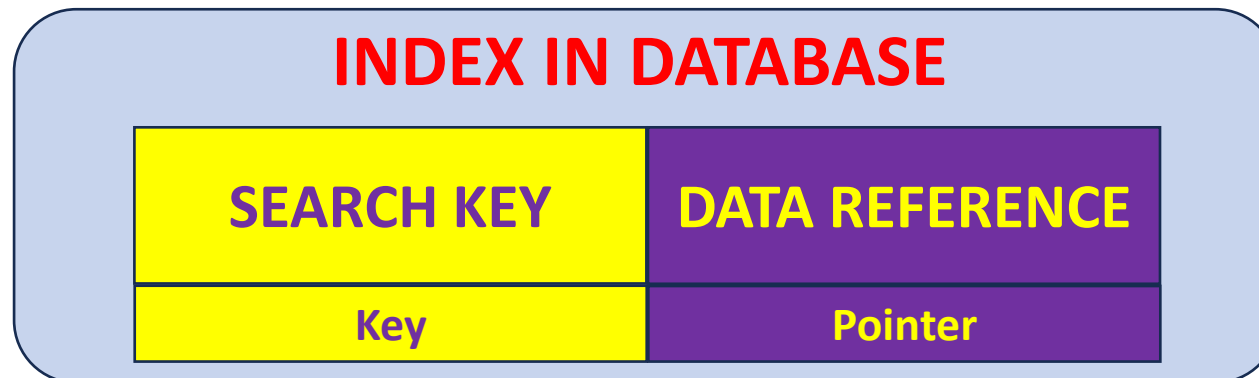 INDEX IN DATABASE
SEARCH KEY DATA REFERENCE
Key Pointer